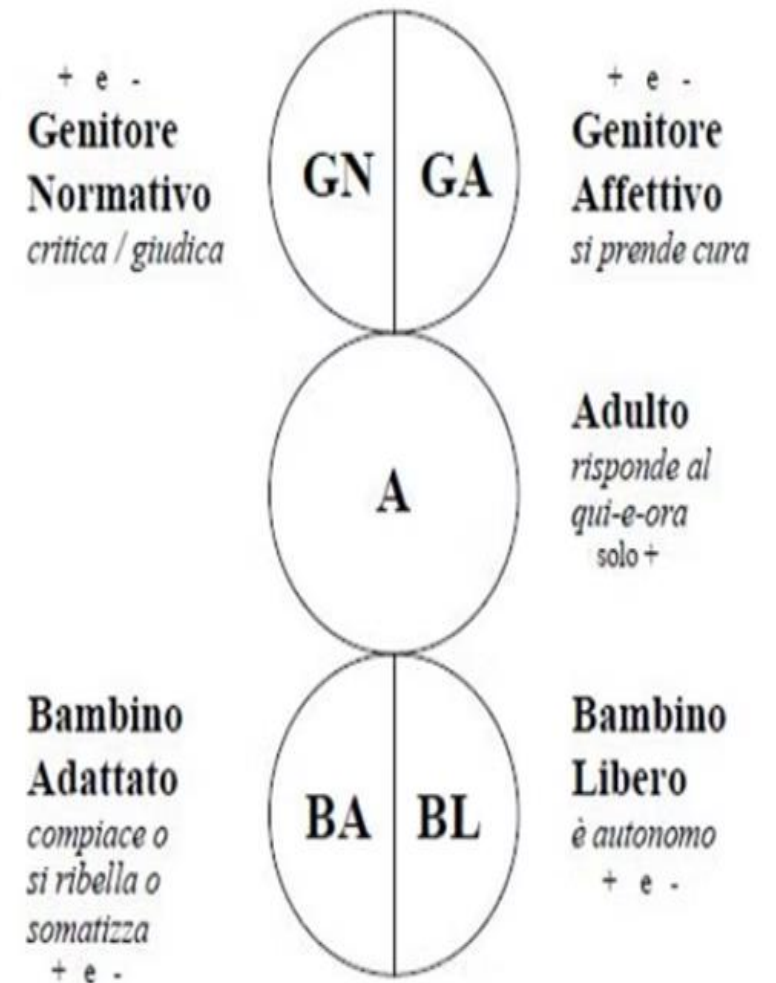 + e -
Genitore
Normativo
critica / giudica
GN
GA
+ e -
Genitore
Affettivo
si prende cura
A
Adulto
risponde al
qui-e-ora
solo +
Bambino
Adattato
compiace o
si ribella o
somatizza
+ e -
BA
BL
Bambino
Libero
è autonomo
+ e -